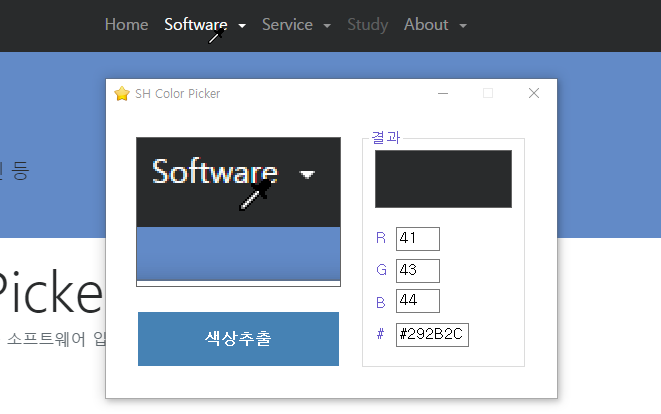 Home Software Service Study About
SH Color Picker
등
Software
결과
R 41
G 43
B 44
# #292B2C
색상추출
Picke
소프트웨어 입